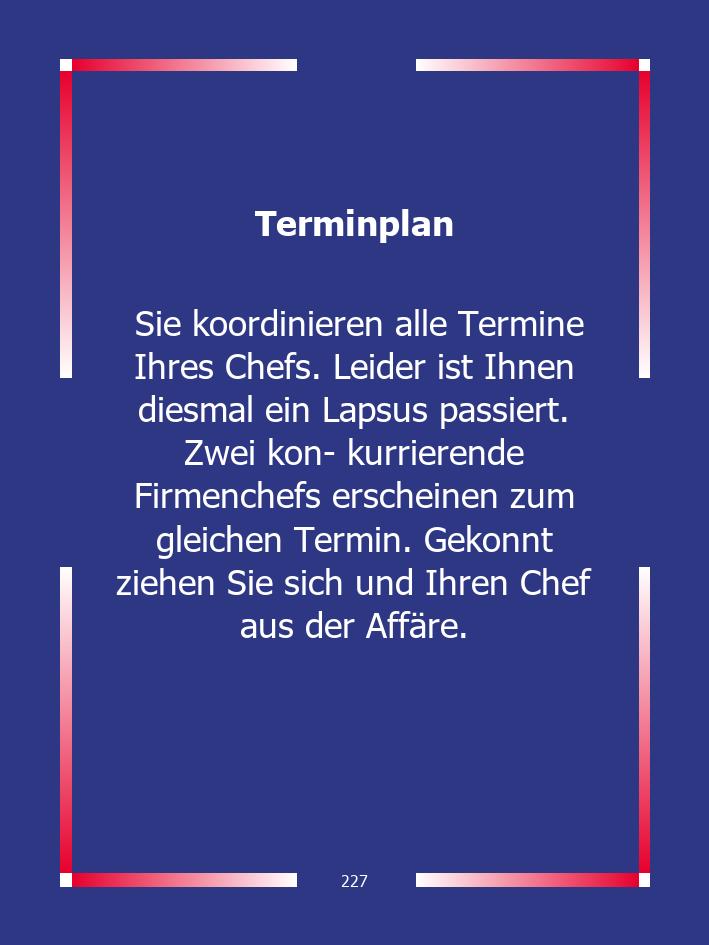 Terminplan
Sie koordinieren alle Termine
Ihres Chefs. Leider ist Ihnen
diesmal ein Lapsus passiert.
Zwei kon- kurrierende
Firmenchefs erscheinen zum
gleichen Termin. Gekonnt
ziehen Sie sich und Ihren Chef
aus der Affäre.
227